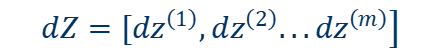 dZ = [dz⁽¹⁾, dz⁽²⁾...dz⁽ᵐ⁾]